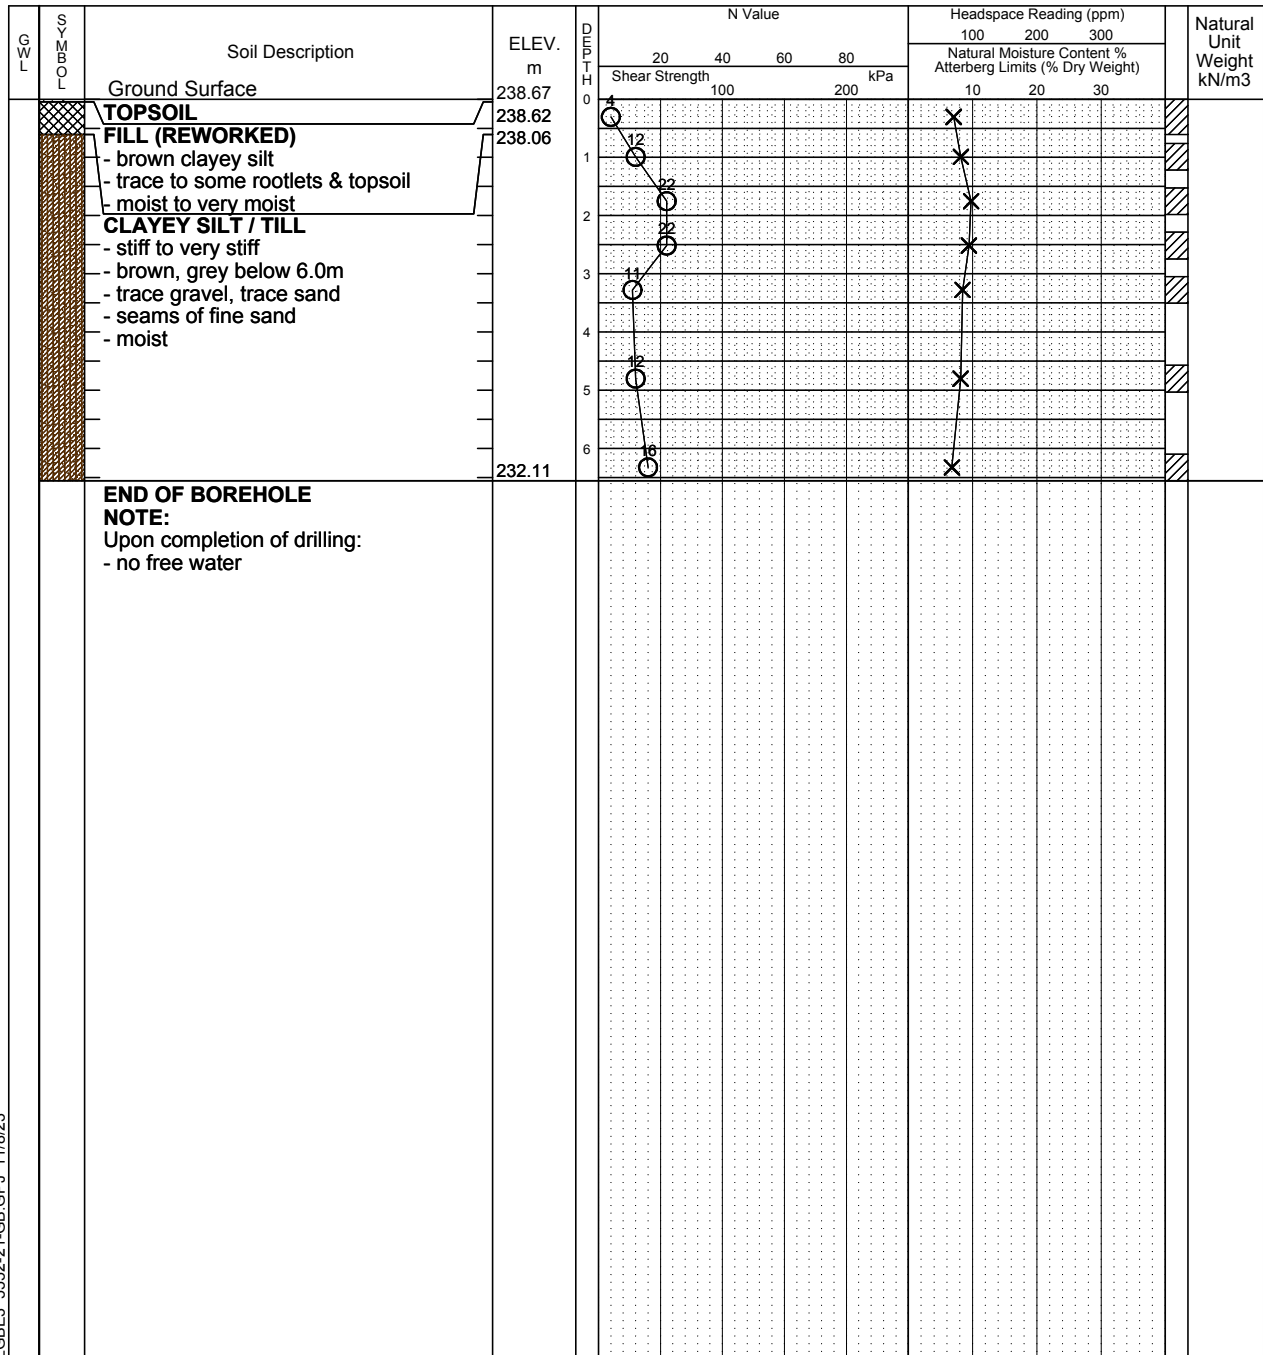 GWL
SYMBOL
Soil Description
Ground Surface
ELEV.
m
238.67
DEPTH
N Value
20 40 60 80
Shear Strength kPa
100 200
Headspace Reading (ppm)
100 200 300
Natural Moisture Content %
Atterberg Limits (% Dry Weight)
10 20 30
Natural
Unit
Weight
kN/m3
0
TOPSOIL
238.62
4
FILL (REWORKED)
238.06
12
- brown clayey silt
1
- trace to some rootlets & topsoil
22
- moist to very moist
2
CLAYEY SILT / TILL
22
- stiff to very stiff
- brown, grey below 6.0m
3
11
- trace gravel, trace sand
- seams of fine sand
4
- moist
12
5
6
16
232.11
END OF BOREHOLE
NOTE:
Upon completion of drilling:
- no free water